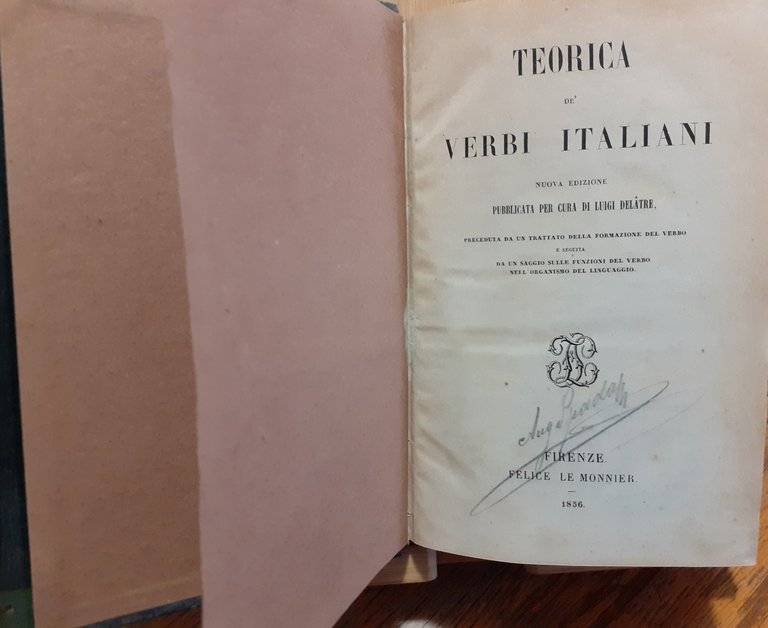 TEORICA
DE'
VERBI ITALIANI
NUOVA EDIZIONE
PUBBLICATA PER CURA DI LUIGI DELÂTRE,
PRECEDUTA DA UN TRATTATO DELLA FORMAZIONE DEL VERBO
E SEGUITA
DA UN SAGGIO SULLE FUNZIONI DEL VERBO
NELL'ORGANISMO DEL LINGUAGGIO.
FIRENZE.
FELICE LE MONNIER.
1856.